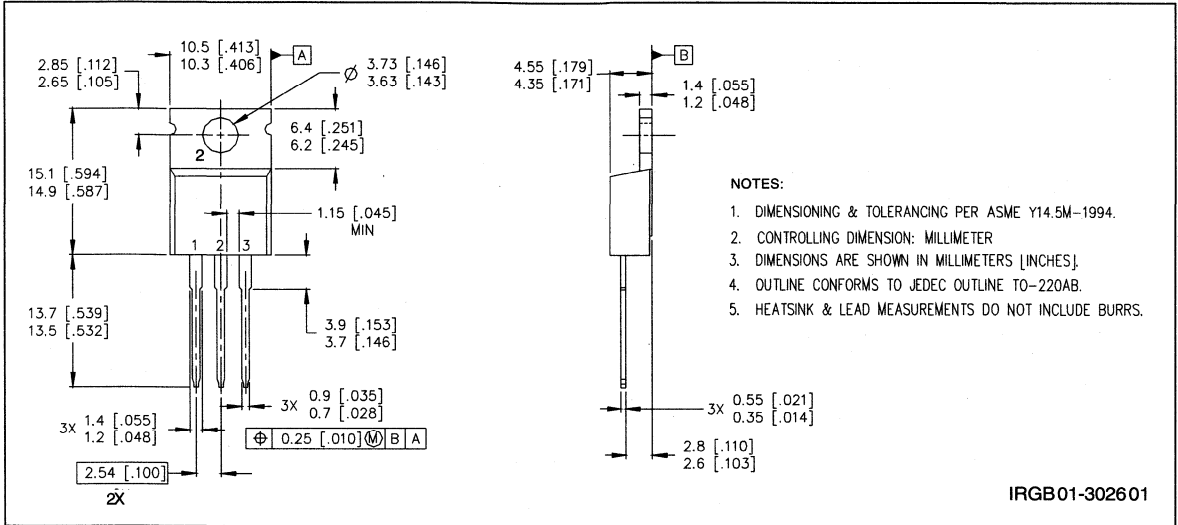 10.5 [.413]
10.3 [.406]
A
2.85 [.112]
2.65 [.105]
Ø 3.73 [.146]
3.63 [.143]
6.4 [.251]
6.2 [.245]
2
15.1 [.594]
14.9 [.587]
1.15 [.045]
MIN
1 2 3
13.7 [.539]
13.5 [.532]
3.9 [.153]
3.7 [.146]
3X 0.9 [.035]
0.7 [.028]
3X 1.4 [.055]
1.2 [.048]
⌖ 0.25 [.010] Ⓜ B A
2.54 [.100]
2X
B
4.55 [.179]
4.35 [.171]
1.4 [.055]
1.2 [.048]
3X 0.55 [.021]
0.35 [.014]
2.8 [.110]
2.6 [.103]
NOTES:
1. DIMENSIONING & TOLERANCING PER ASME Y14.5M-1994.
2. CONTROLLING DIMENSION: MILLIMETER
3. DIMENSIONS ARE SHOWN IN MILLIMETERS [INCHES].
4. OUTLINE CONFORMS TO JEDEC OUTLINE TO-220AB.
5. HEATSINK & LEAD MEASUREMENTS DO NOT INCLUDE BURRS.
IRGB01-302601